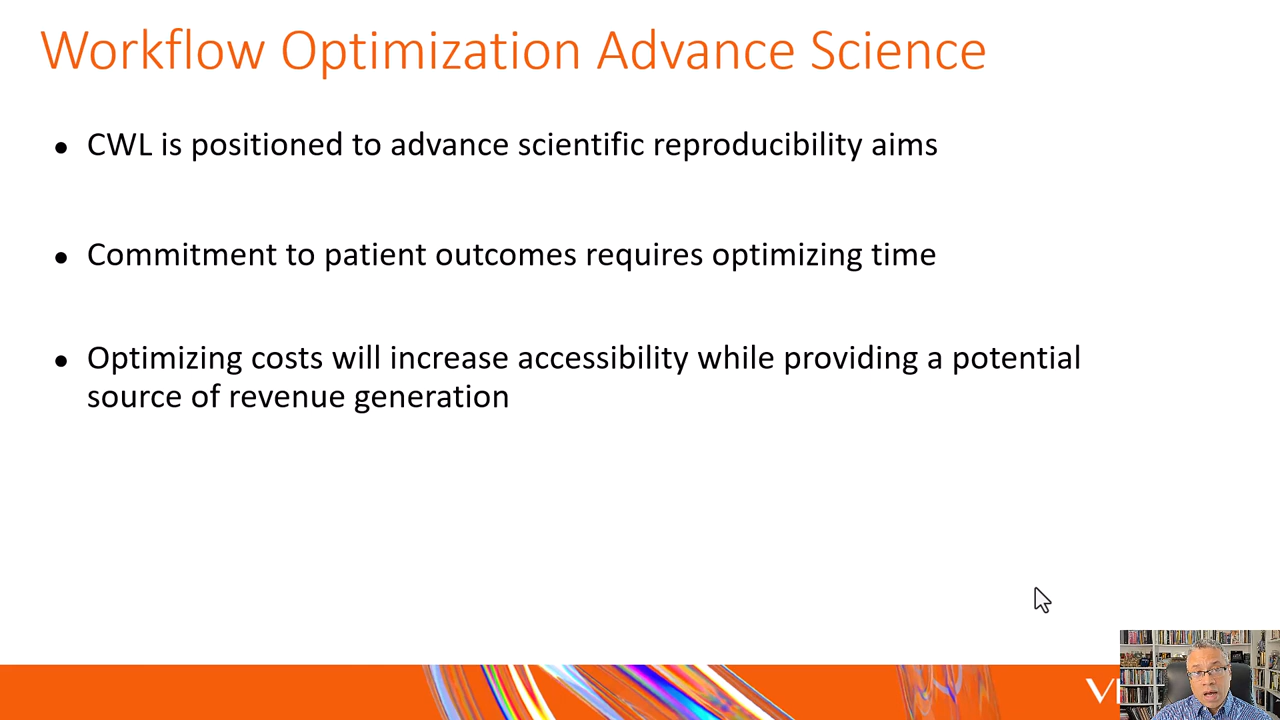 Workflow Optimization Advance Science
• CWL is positioned to advance scientific reproducibility aims
• Commitment to patient outcomes requires optimizing time
• Optimizing costs will increase accessibility while providing a potential
source of revenue generation